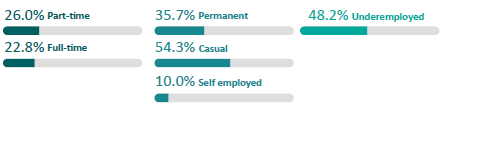 26.0% Part-time
22.8% Full-time
35.7% Permanent
54.3% Casual
10.0% Self employed
48.2% Underemployed